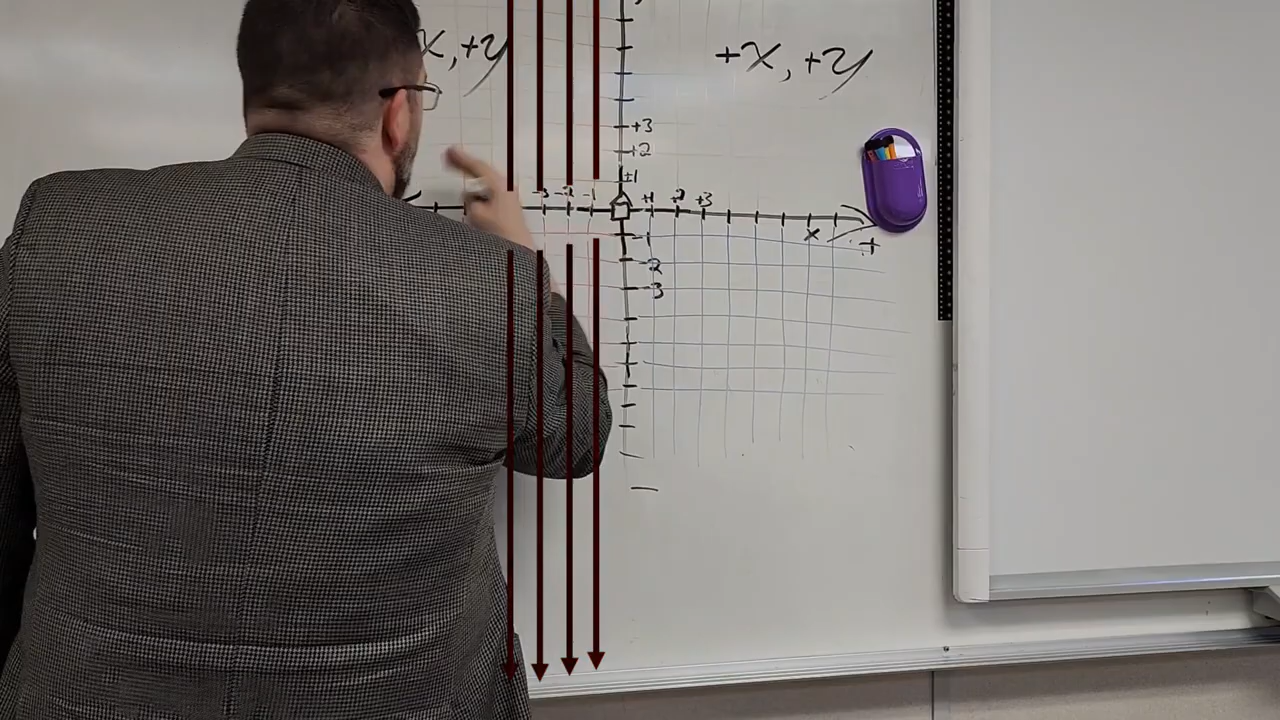 x, +y
+x, +y
+3
+2
+1
-3 -2 -1
+1 +2 +3
x
+
-1
-2
-3
-